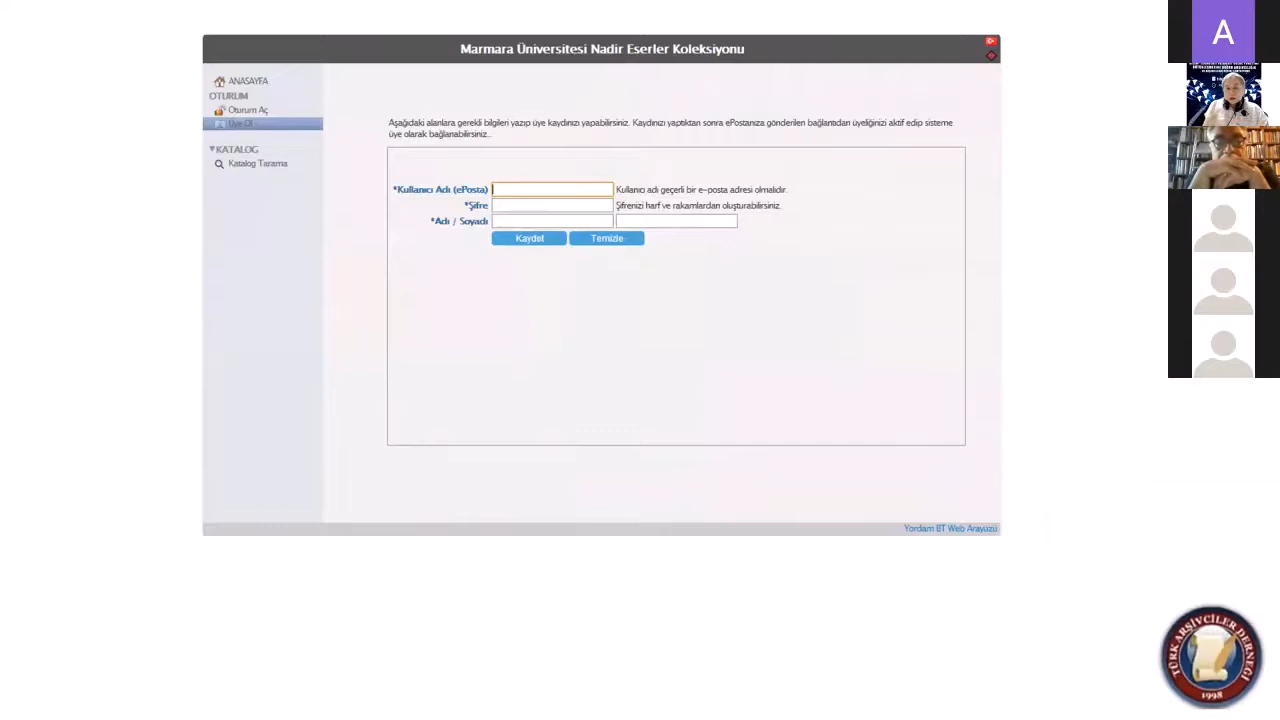 Marmara Üniversitesi Nadir Eserler Koleksiyonu
ANASAYFA
OTURUM
Oturum Aç
Üye Ol
KATALOG
Katalog Tarama
Aşağıdaki alanlara gerekli bilgileri yazıp üye kaydınızı yapabilirsiniz. Kaydınızı yaptıktan sonra ePostanıza gönderilen bağlantıdan üyeliğinizi aktif edip sisteme
üye olarak bağlanabilirsiniz...
*Kullanıcı Adı (ePosta) Kullanıcı adı geçerli bir e-posta adresi olmalıdır.
*Şifre Şifrenizi harf ve rakamlardan oluşturabilirsiniz.
*Adı / Soyadı
Kaydet Temizle
Yordam BT Web Arayüzü
A
TÜRK ARŞİVCİLER DERNEĞİ
1998